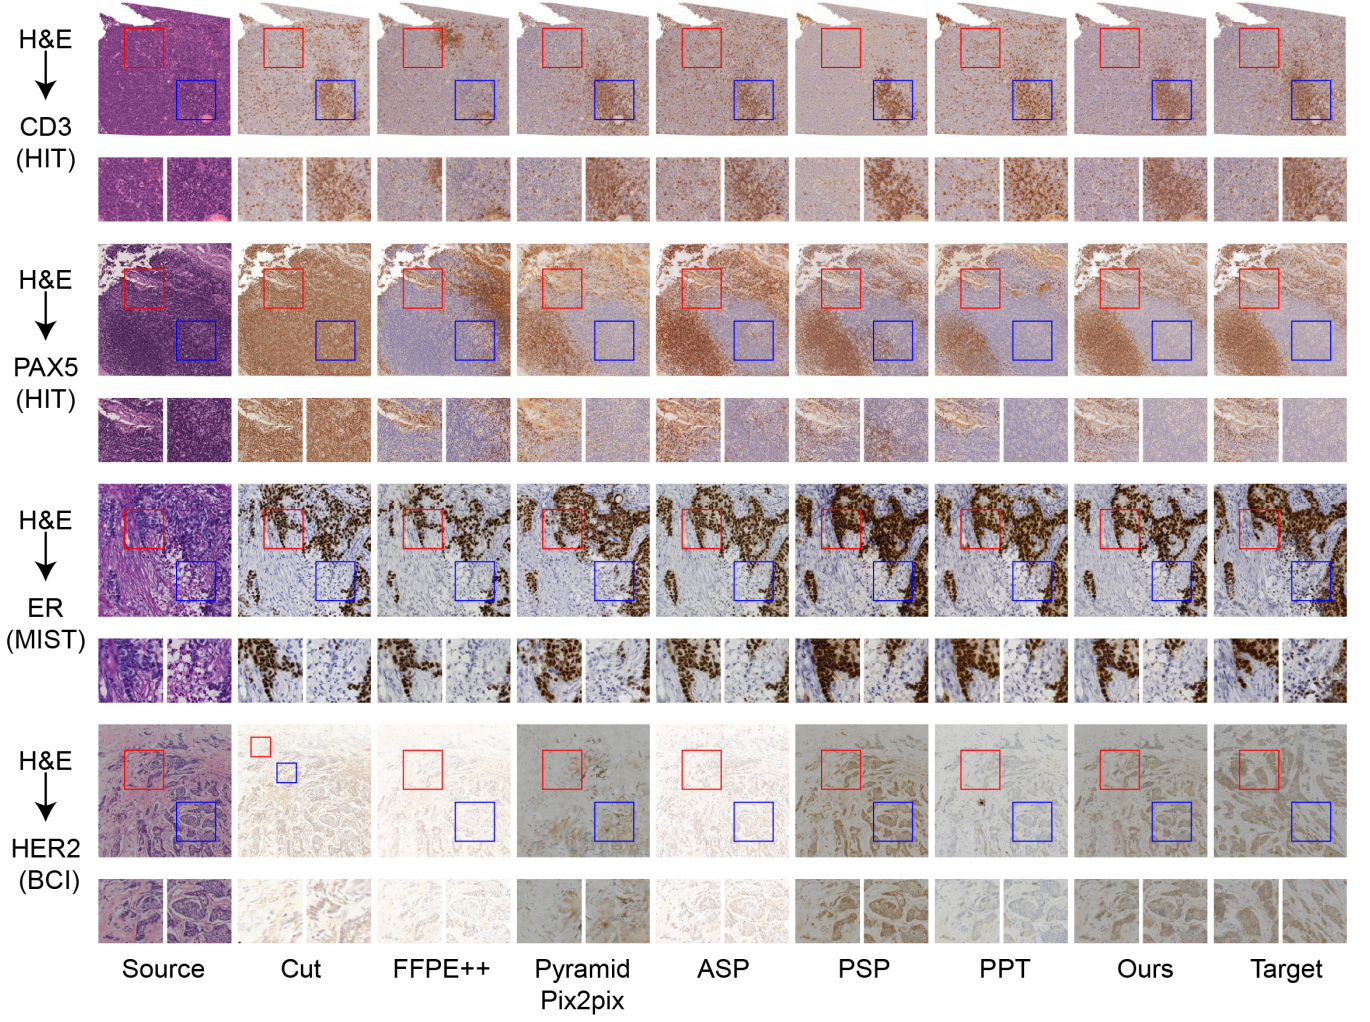 H&E
CD3
(HIT)
H&E
PAX5
(HIT)
H&E
ER
(MIST)
H&E
HER2
(BCI)
Source Cut FFPE++ Pyramid ASP PSP PPT Ours Target
Pix2pix